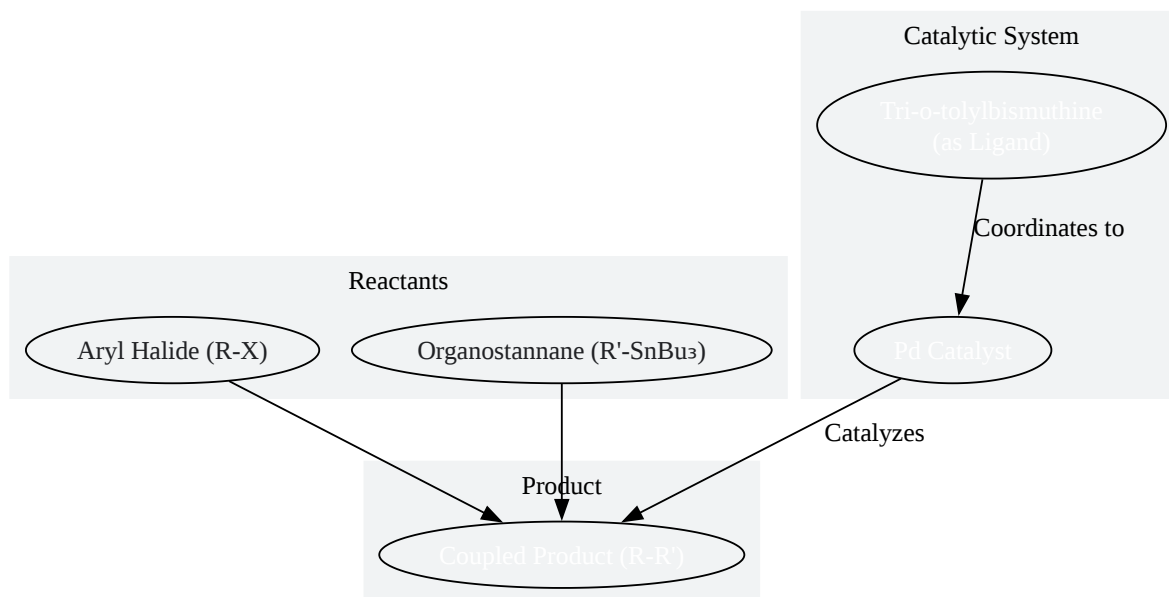 Catalytic System
Tri-o-tolylbismuthine
(as Ligand)
Coordinates to
Reactants
Aryl Halide (R-X)
Organostannane (R'-SnBu₃)
Pd Catalyst
Catalyzes
Product
Coupled Product (R-R')